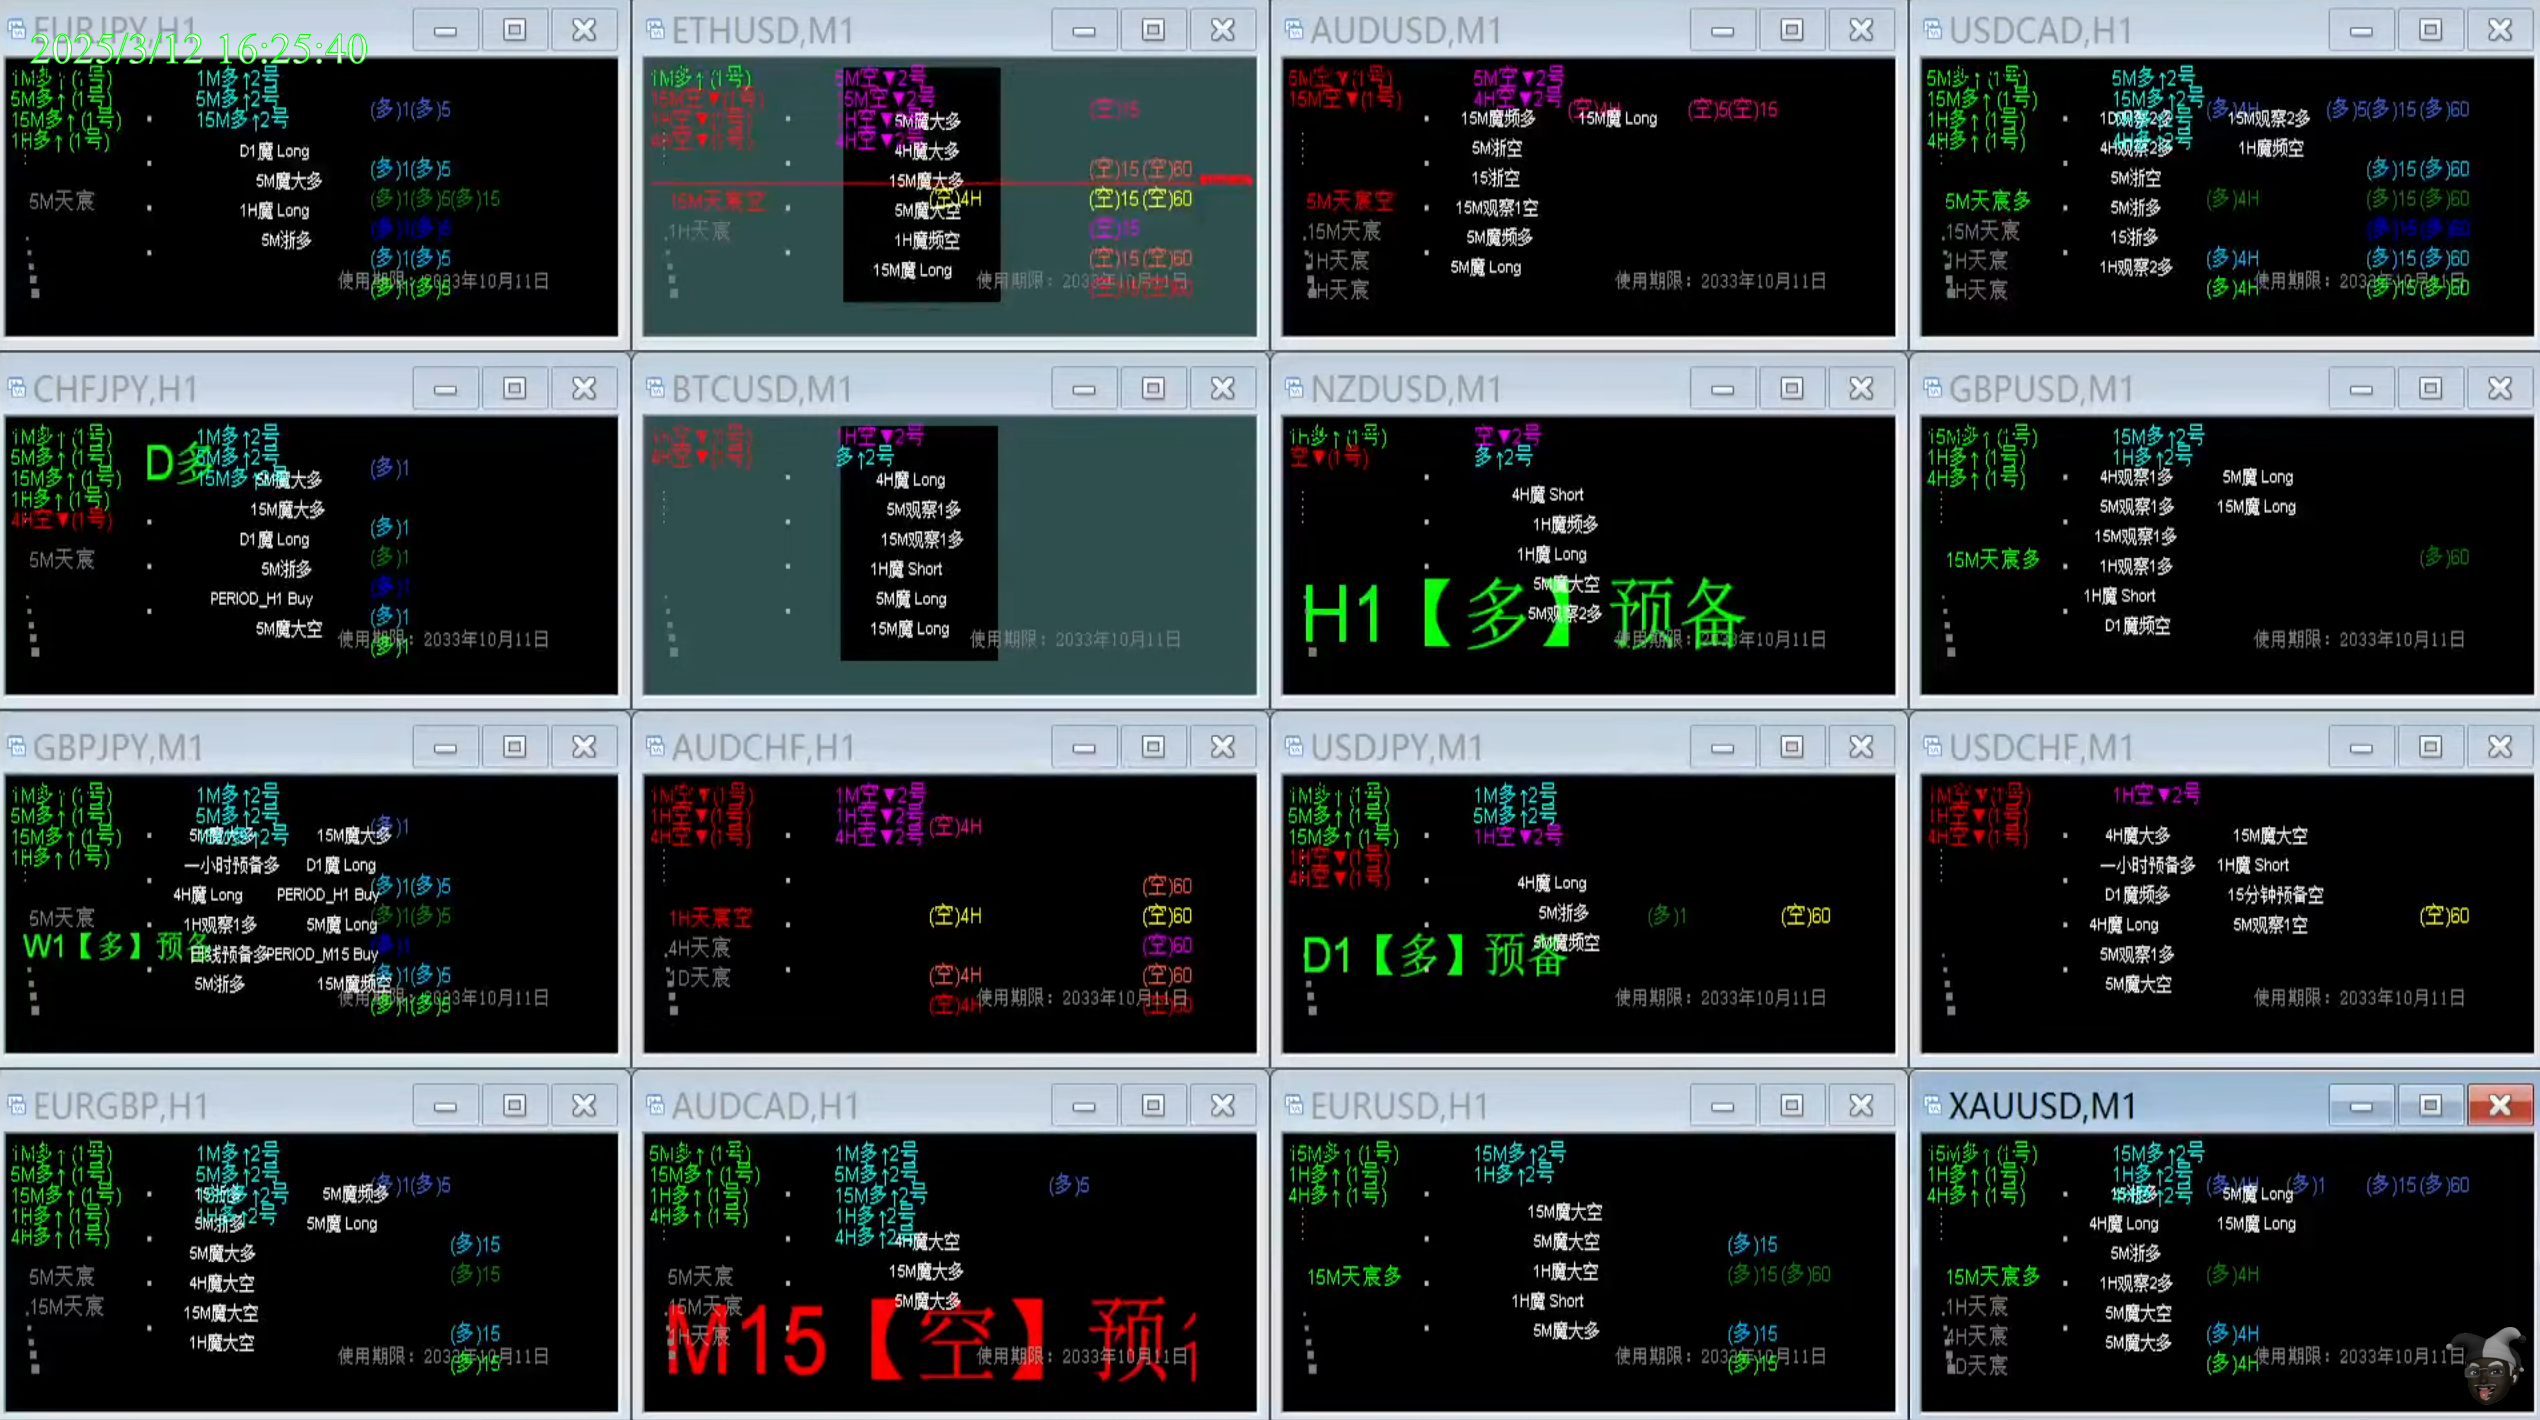 EURJPY,H1
2025/3/12 16:25:40
1M多↑(1号)
5M多↑(1号)
15M多↑(1号)
1H多↑(1号)
1M多↑2号
5M多↑2号
15M多↑2号
(多)1(多)5
D1魔 Long
5M魔大多
1H魔 Long
5M浙多
5M天宸
(多)1(多)5
(多)1(多)5(多)15
(多)1(多)5
(多)1(多)5
(多)1(多)5
使用期限: 2033年10月11日
ETHUSD,M1
1M多↑(1号)
15M空▼(1号)
1H空▼(1号)
4H空▼(1号)
5M空▼2号
15M空▼2号
1H空▼2号
4H空▼2号
5M魔大多
4H魔大多
15M魔大多
5M魔大空
1H魔频空
15M魔 Long
15M天宸空
.1H天宸
(空)4H
(空)15
(空)15(空)60
(空)15(空)60
(空)15
(空)15(空)60
(空)15(空)60
使用期限: 2033年10月11日
AUDUSD,M1
5M空▼(1号)
15M空▼(1号)
5M空▼2号
4H空▼2号
(空)4H
(空)5(空)15
15M魔频多
15M魔 Long
5M浙空
15浙空
15M观察1空
5M魔频多
5M魔 Long
5M天宸空
.15M天宸
1H天宸
使用期限: 2033年10月11日
USDCAD,H1
5M多↑(1号)
15M多↑(1号)
1H多↑(1号)
4H多↑(1号)
5M多↑2号
15M多↑2号
4H多↑2号
(多)4H
(多)5(多)15(多)60
15M观察2多
4H观察2多
1H魔频空
5M浙空
5M浙多
15浙多
1H观察2多
5M天宸多
.15M天宸
1H天宸
(多)15(多)60
(多)4H
(多)15(多)60
(多)15(多)60
(多)4H
(多)15(多)60
(多)4H
(多)15(多)60
使用期限: 2033年10月11日
CHFJPY,H1
1M多↑(1号)
5M多↑(1号)
15M多↑(1号)
1H多↑(1号)
4H空▼(1号)
D多
1M多↑2号
5M多↑2号
15M多↑2号
(多)1
5M魔大多
15M魔大多
D1魔 Long
5M浙多
PERIOD_H1 Buy
5M魔大空
5M天宸
(多)1
(多)1
(多)1
(多)1
(多)1
使用期限: 2033年10月11日
BTCUSD,M1
1H空▼(1号)
4H空▼(1号)
1H空▼2号
多↑2号
4H魔 Long
5M观察1多
15M观察1多
1H魔 Short
5M魔 Long
15M魔 Long
使用期限: 2033年10月11日
NZDUSD,M1
1H多↑(1号)
空▼(1号)
空▼2号
多↑2号
4H魔 Short
1H魔频多
1H魔 Long
5M魔大空
5M观察2多
H1【多】预备
使用期限: 2033年10月11日
GBPUSD,M1
15M多↑(1号)
1H多↑(1号)
4H多↑(1号)
15M多↑2号
1H多↑2号
4H观察1多
5M魔 Long
5M观察1多
15M魔 Long
15M观察1多
1H观察1多
1H魔 Short
D1魔频空
15M天宸多
(多)60
使用期限: 2033年10月11日
GBPJPY,M1
1M多↑(1号)
5M多↑(1号)
15M多↑(1号)
1H多↑(1号)
1M多↑2号
5M多↑2号
(多)1
5M魔大多
15M魔大多
一小时预备多
D1魔 Long
4H魔 Long
PERIOD_H1 Buy
1H观察1多
5M魔 Long
日线预备多
PERIOD_M15 Buy
5M浙多
15M魔频空
5M天宸
W1【多】预备
(多)1(多)5
(多)1(多)5
(多)1
(多)1(多)5
(多)1(多)5
使用期限: 2033年10月11日
AUDCHF,H1
1M空▼(1号)
1H空▼(1号)
4H空▼(1号)
1M空▼2号
1H空▼2号
4H空▼2号
(空)4H
1H天宸空
.4H天宸
1D天宸
(空)60
(空)4H
(空)60
(空)60
(空)4H
(空)60
(空)4H
(空)60
使用期限: 2033年10月11日
USDJPY,M1
1M多↑(1号)
5M多↑(1号)
15M多↑(1号)
1H空▼(1号)
4H空▼(1号)
1M多↑2号
5M多↑2号
1H空▼2号
4H魔 Long
5M浙多
5M魔频空
(多)1
(空)60
D1【多】预备
使用期限: 2033年10月11日
USDCHF,M1
1M空▼(1号)
1H空▼(1号)
4H空▼(1号)
1H空▼2号
4H魔大多
15M魔大空
一小时预备多
1H魔 Short
D1魔频多
15分钟预备空
4H魔 Long
5M观察1空
5M观察1多
5M魔大空
(空)60
使用期限: 2033年10月11日
EURGBP,H1
1M多↑(1号)
5M多↑(1号)
15M多↑(1号)
1H多↑(1号)
4H多↑(1号)
1M多↑2号
5M多↑2号
15M多↑2号
1H多↑2号
(多)1(多)5
5M魔频多
5M浙多
5M魔 Long
5M魔大多
4H魔大空
15M魔大空
1H魔大空
5M天宸
.15M天宸
(多)15
(多)15
(多)15
(多)15
使用期限: 2033年10月11日
AUDCAD,H1
5M多↑(1号)
15M多↑(1号)
1H多↑(1号)
4H多↑(1号)
1M多↑2号
5M多↑2号
15M多↑2号
1H多↑2号
4H多↑2号
(多)5
4H魔大空
15M魔大多
5M魔大多
5M天宸
.15M天宸
1H天宸
M15【空】预
使用期限: 2033年10月11日
EURUSD,H1
15M多↑(1号)
1H多↑(1号)
4H多↑(1号)
15M多↑2号
1H多↑2号
15M魔大空
5M魔大空
1H魔大空
1H魔 Short
5M魔大多
15M天宸多
(多)15
(多)15(多)60
(多)15
(多)15
使用期限: 2033年10月11日
XAUUSD,M1
15M多↑(1号)
1H多↑(1号)
4H多↑(1号)
15M多↑2号
1H多↑2号
4H多↑2号
(多)4H
(多)1
(多)15(多)60
15浙多
5M魔 Long
4H魔 Long
15M魔 Long
5M浙多
1H观察2多
5M魔大空
5M魔大多
15M天宸多
.1H天宸
4H天宸
1D天宸
(多)4H
(多)4H
(多)4H
使用期限: 2033年10月11日